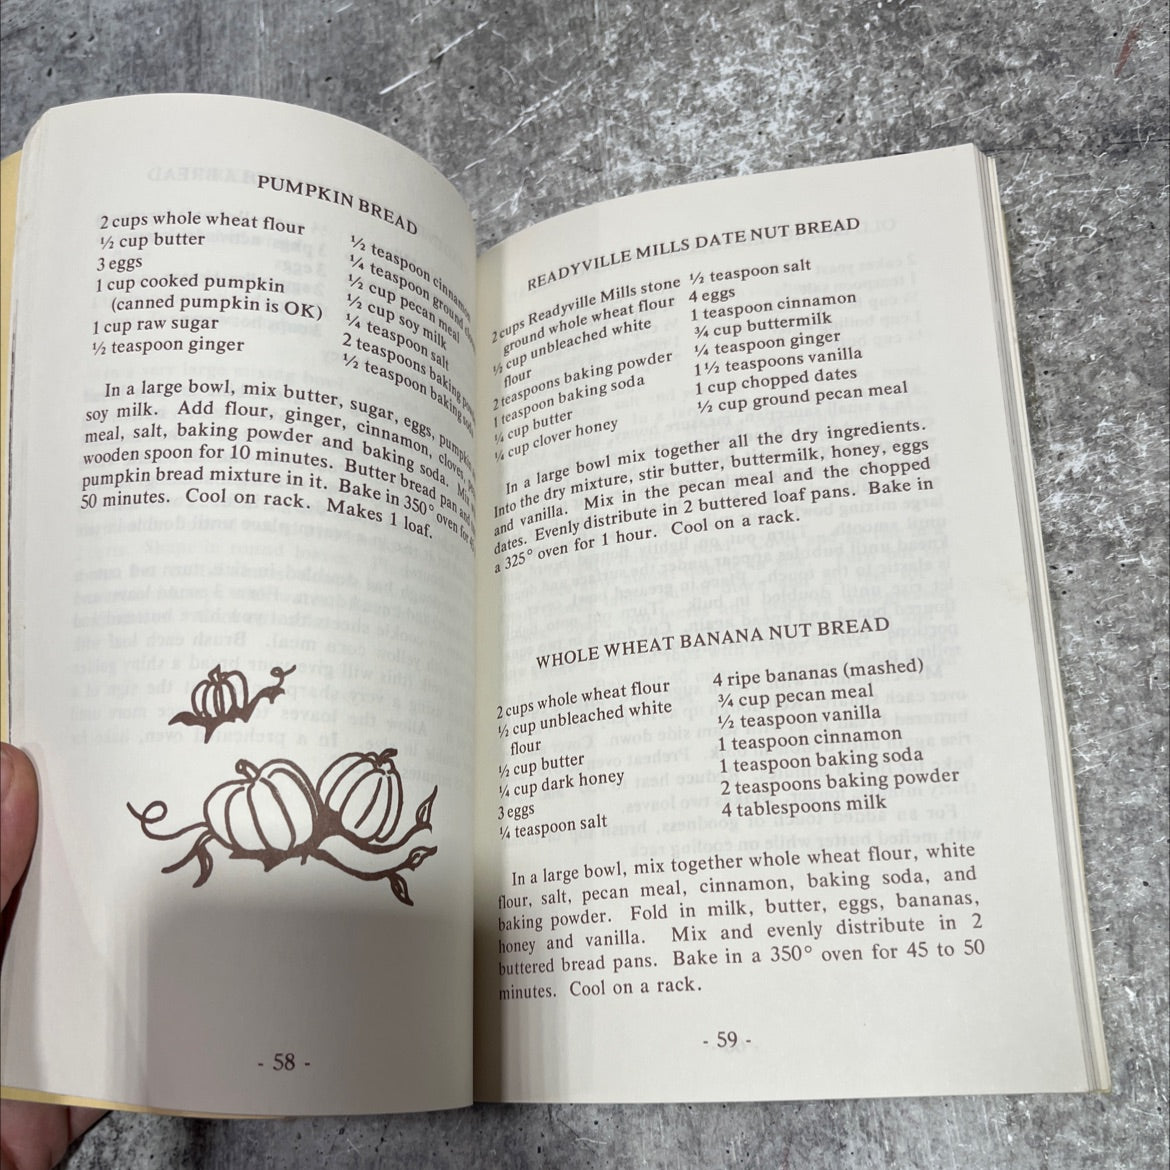 PUMPKIN BREAD
2 cups whole wheat flour
½ cup butter
3 eggs
1 cup cooked pumpkin
(canned pumpkin is OK)
1 cup raw sugar
½ teaspoon ginger
½ teaspoon cinnamon
¼ teaspoon ground
½ cup pecan meal
½ cup soy milk
¼ teaspoon salt
2 teaspoons baking
½ teaspoon baking soda
In a large bowl, mix butter, sugar, eggs, pumpkin
soy milk. Add flour, ginger, cinnamon, cloves,
meal, salt, baking powder and baking soda. Mix
wooden spoon for 10 minutes. Butter bread pan and
pumpkin bread mixture in it. Bake in 350° oven for
50 minutes. Cool on rack. Makes 1 loaf.
- 58 -
READYVILLE MILLS DATE NUT BREAD
2 cups Readyville Mills stone
ground whole wheat flour
½ cup unbleached white
flour
2 teaspoons baking powder
1 teaspoon baking soda
¼ cup butter
¼ cup clover honey
½ teaspoon salt
4 eggs
1 teaspoon cinnamon
¾ cup buttermilk
¼ teaspoon ginger
1½ teaspoons vanilla
1 cup chopped dates
½ cup ground pecan meal
In a large bowl mix together all the dry ingredients.
Into the dry mixture, stir butter, buttermilk, honey, eggs
and vanilla. Mix in the pecan meal and the chopped
dates. Evenly distribute in 2 buttered loaf pans. Bake in
a 325° oven for 1 hour. Cool on a rack.
WHOLE WHEAT BANANA NUT BREAD
2 cups whole wheat flour
½ cup unbleached white
flour
½ cup butter
¼ cup dark honey
3 eggs
¼ teaspoon salt
4 ripe bananas (mashed)
¾ cup pecan meal
½ teaspoon vanilla
1 teaspoon cinnamon
1 teaspoon baking soda
2 teaspoons baking powder
4 tablespoons milk
In a large bowl, mix together whole wheat flour, white
flour, salt, pecan meal, cinnamon, baking soda, and
baking powder. Fold in milk, butter, eggs, bananas,
honey and vanilla. Mix and evenly distribute in 2
buttered bread pans. Bake in a 350° oven for 45 to 50
minutes. Cool on a rack.
- 59 -